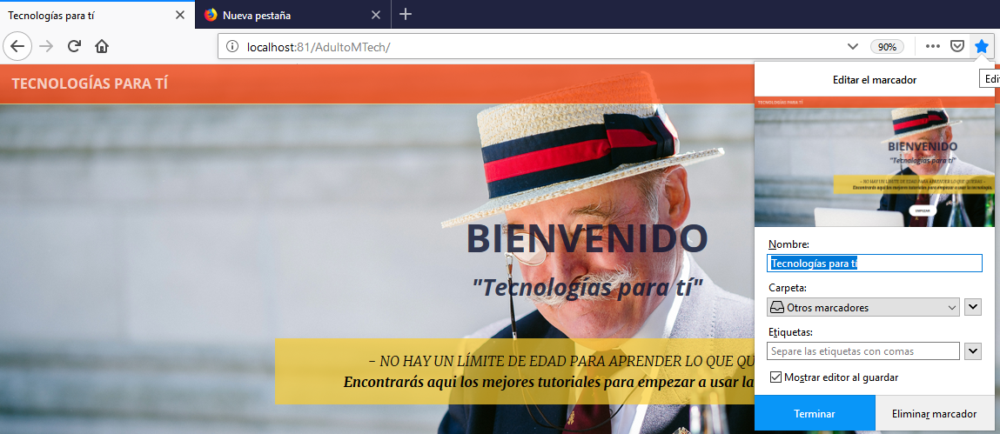 Tecnologías para tí
Nueva pestaña
localhost:81/AdultoMTech/
90%
TECNOLOGÍAS PARA TÍ
BIENVENIDO
"Tecnologías para tí"
- NO HAY UN LÍMITE DE EDAD PARA APRENDER LO QUE QU
Encontrarás aqui los mejores tutoriales para empezar a usar la
Edi
Editar el marcador
TECNOLOGÍAS PARA TÍ
BIENVENIDO
"Tecnologías para tí"
- NO HAY UN LÍMITE DE EDAD PARA APRENDER LO QUE QUIERAS -
Encontrarás aqui los mejores tutoriales para empezar a usar la tecnología.
EMPEZAR
Nombre:
Tecnologías para tí
Carpeta:
Otros marcadores
Etiquetas:
Separe las etiquetas con comas
Mostrar editor al guardar
Terminar
Eliminar marcador